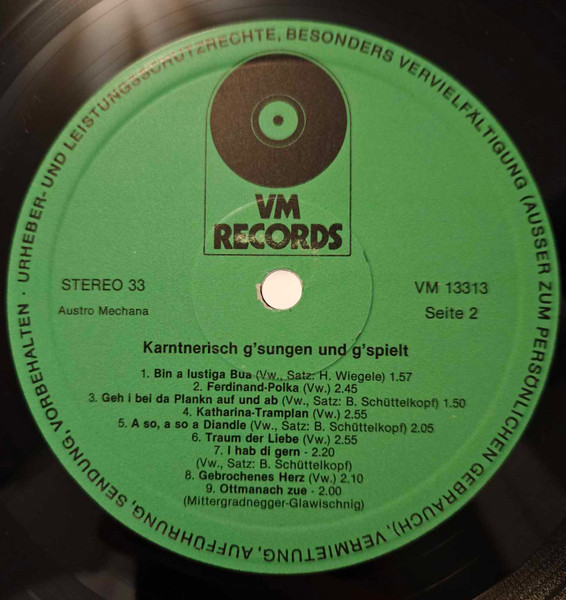 URHEBER- UND LEISTUNGSSCHUTZRECHTE, BESONDERS VERVIELFÄLTIGUNG (AUSSER ZUM PERSÖNLICHEN GEBRAUCH), VERMIETUNG, AUFFÜHRUNG, SENDUNG VORBEHALTEN ·
VM
RECORDS
STEREO 33
Austro Mechana
VM 13313
Seite 2
Karntnerisch g'sungen und g'spielt
1. Bin a lustiga Bua (Vw., Satz: H. Wiegele) 1.57
2. Ferdinand-Polka (Vw.) 2.45
3. Geh i bei da Plankn auf und ab (Vw., Satz: B. Schüttelkopf) 1.50
4. Katharina-Tramplan (Vw.) 2.55
5. A so, a so a Diandle (Vw., Satz: B. Schüttelkopf) 2.05
6. Traum der Liebe (Vw.) 2.55
7. I hab di gern - 2.20
(Vw., Satz: B. Schüttelkopf)
8. Gebrochenes Herz (Vw.) 2.10
9. Ottmanach zue - 2.00
(Mittergradnegger-Glawischnig)